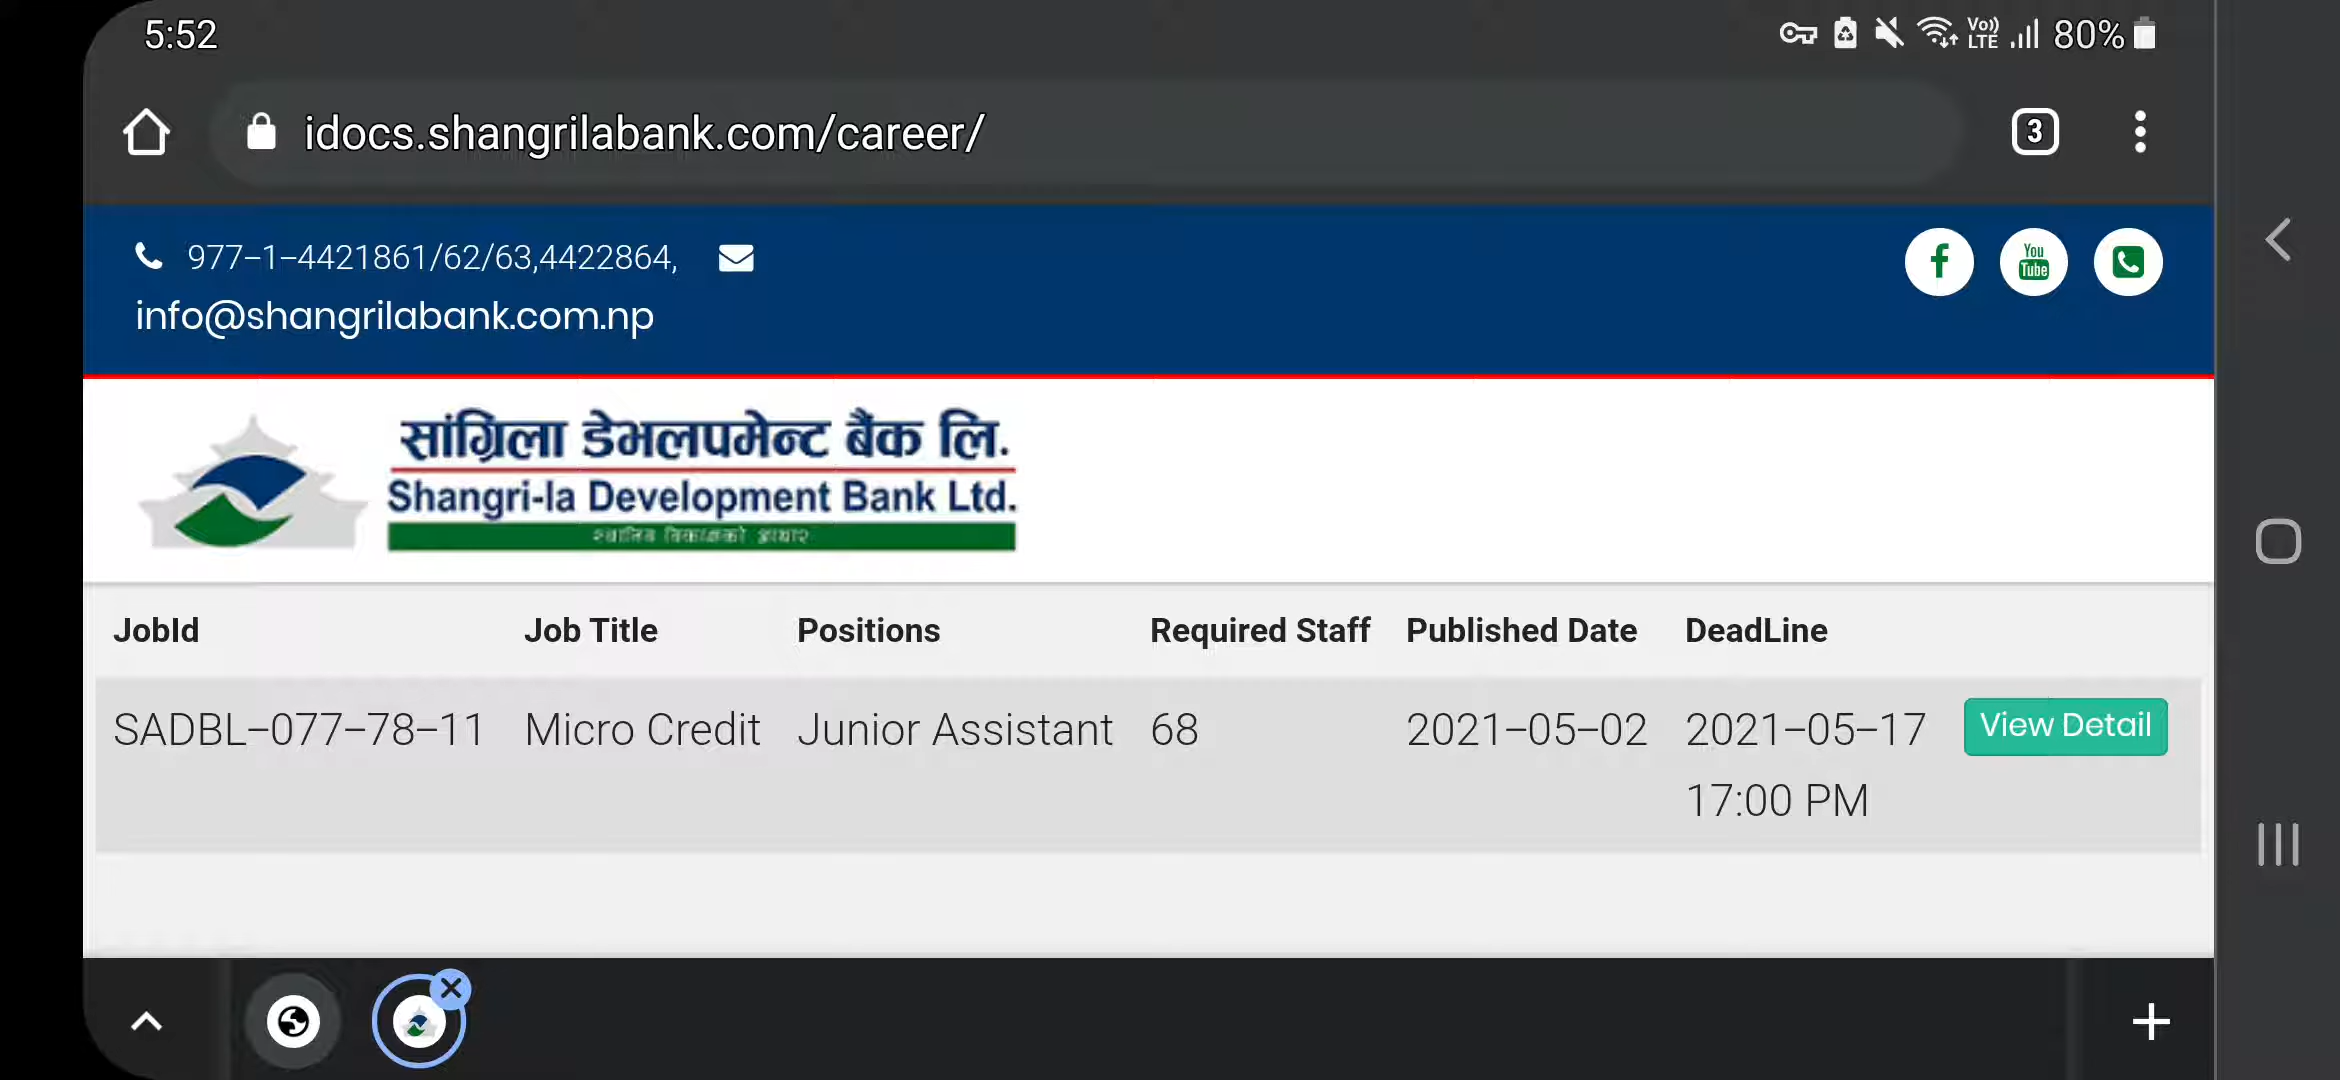 5:52
Vo)) LTE 80%
idocs.shangrilabank.com/career/
3
977-1-4421861/62/63,4422864,
info@shangrilabank.com.np
You Tube
सांग्रिला डेभलपमेन्ट बैंक लि.
Shangri-la Development Bank Ltd.
JobId Job Title Positions Required Staff Published Date DeadLine
SADBL-077-78-11 Micro Credit Junior Assistant 68 2021-05-02 2021-05-17 View Detail
17:00 PM